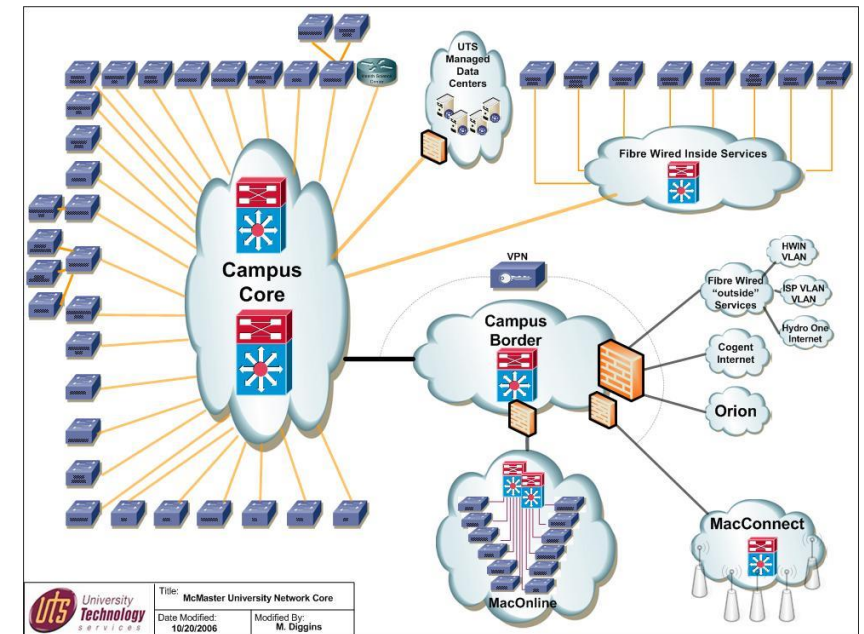 UTS
Managed
Data
Centers
Fibre Wired Inside Services
Campus
Core
VPN
HWIN
VLAN
Fibre Wired
"outside"
Services
ISP VLAN
VLAN
Hydro One
Internet
Campus
Border
Cogent
Internet
Orion
MacOnline
MacConnect
UTS
University
Technology
services
Title:
McMaster University Network Core
Date Modified:
10/20/2006
Modified By:
M. Diggins